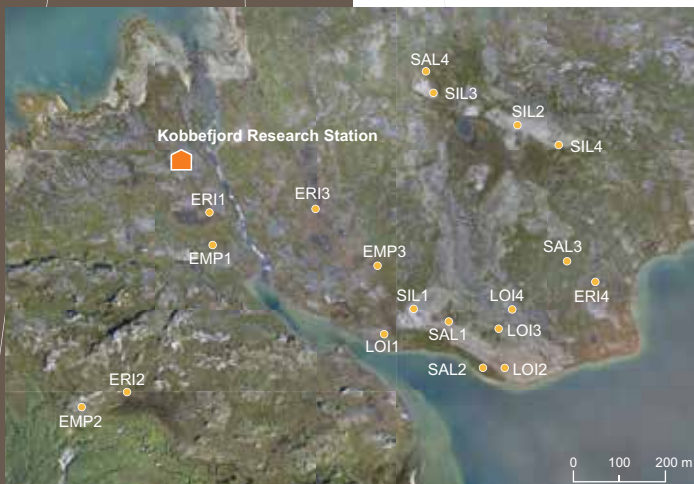 SAL4
SIL3
SIL2
Kobbefjord Research Station
SIL4
ERI1
ERI3
EMP1
EMP3
SAL3
ERI4
SIL1
LOI4
SAL1
LOI3
LOI1
SAL2
LOI2
ERI2
EMP2
0 100 200 m